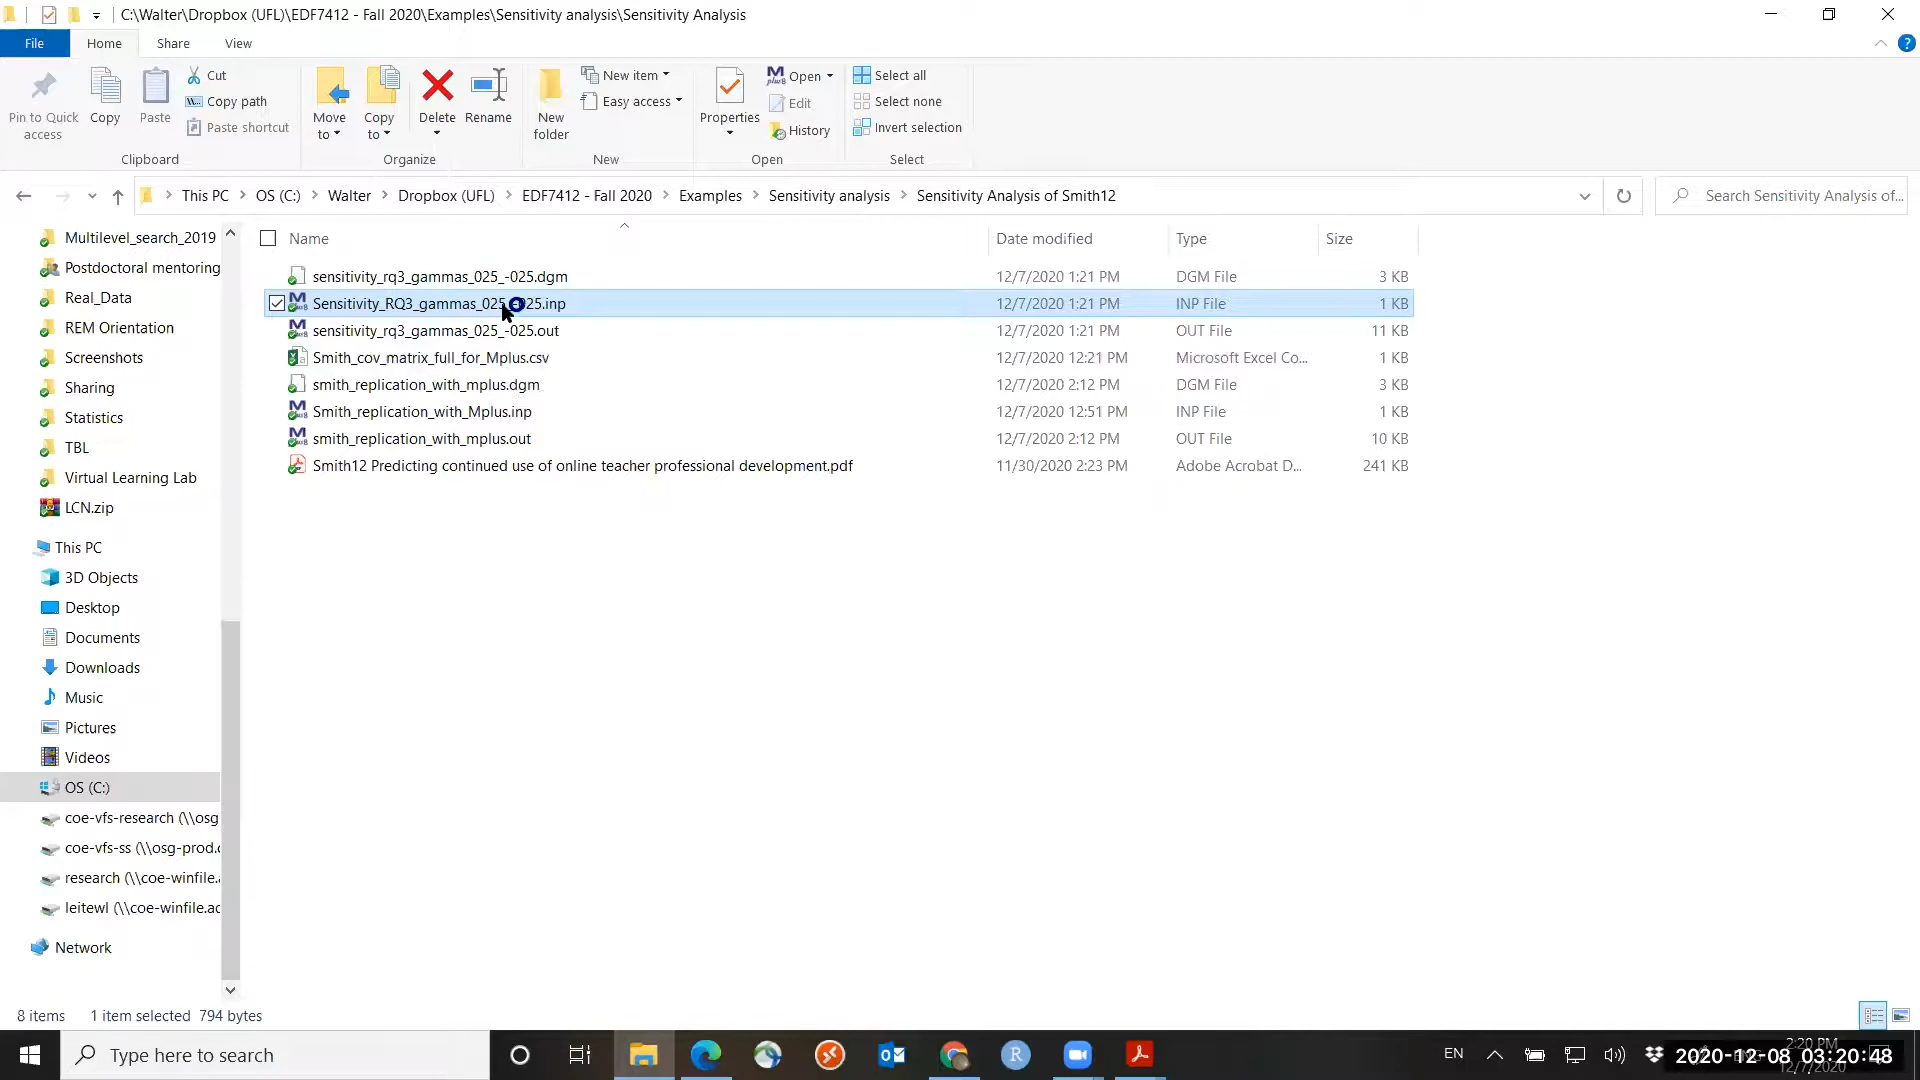 C:\Walter\Dropbox (UFL)\EDF7412 - Fall 2020\Examples\Sensitivity analysis\Sensitivity Analysis
File Home Share View
Pin to Quick access
Copy
Paste
Cut
Copy path
Paste shortcut
Clipboard
Move to
Copy to
Delete
Rename
Organize
New folder
New item
Easy access
New
Properties
Open
Edit
History
Open
Select all
Select none
Invert selection
Select
This PC > OS (C:) > Walter > Dropbox (UFL) > EDF7412 - Fall 2020 > Examples > Sensitivity analysis > Sensitivity Analysis of Smith12
Search Sensitivity Analysis of...
Name Date modified Type Size
sensitivity_rq3_gammas_025_-025.dgm 12/7/2020 1:21 PM DGM File 3 KB
Sensitivity_RQ3_gammas_025_-025.inp 12/7/2020 1:21 PM INP File 1 KB
sensitivity_rq3_gammas_025_-025.out 12/7/2020 1:21 PM OUT File 11 KB
Smith_cov_matrix_full_for_Mplus.csv 12/7/2020 12:21 PM Microsoft Excel Co... 1 KB
smith_replication_with_mplus.dgm 12/7/2020 2:12 PM DGM File 3 KB
Smith_replication_with_Mplus.inp 12/7/2020 12:51 PM INP File 1 KB
smith_replication_with_mplus.out 12/7/2020 2:12 PM OUT File 10 KB
Smith12 Predicting continued use of online teacher professional development.pdf 11/30/2020 2:23 PM Adobe Acrobat D... 241 KB
Multilevel_search_2019
Postdoctoral mentoring
Real_Data
REM Orientation
Screenshots
Sharing
Statistics
TBL
Virtual Learning Lab
LCN.zip
This PC
3D Objects
Desktop
Documents
Downloads
Music
Pictures
Videos
OS (C:)
coe-vfs-research (\\osg
coe-vfs-ss (\\osg-prod.
research (\\coe-winfile.
leitewl (\\coe-winfile.ac
Network
8 items 1 item selected 794 bytes
Type here to search
EN
2:20 PM
2020-12-08 03:20:48
12/7/2020